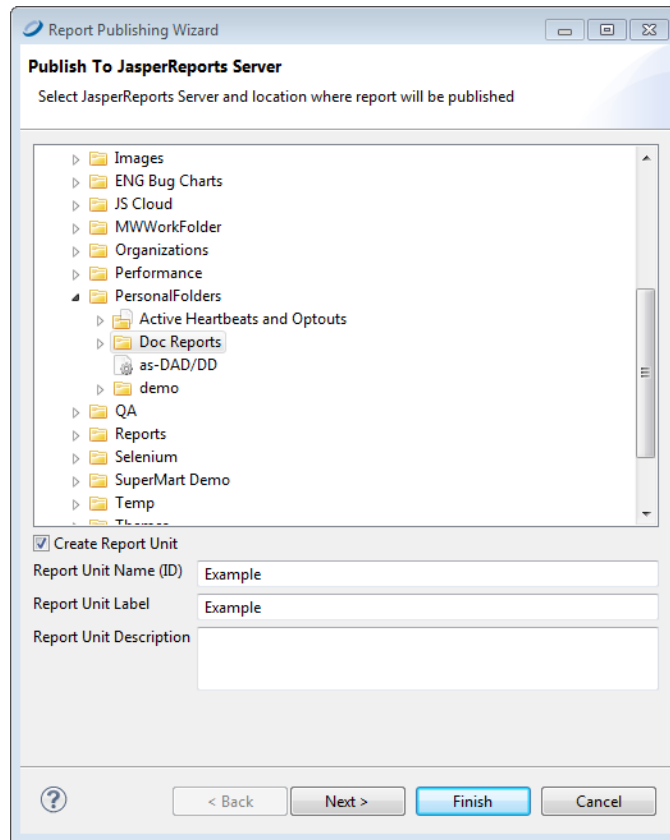 Report Publishing Wizard
Publish To JasperReports Server
Select JasperReports Server and location where report will be published
Images
ENG Bug Charts
JS Cloud
MWWorkFolder
Organizations
Performance
PersonalFolders
Active Heartbeats and Optouts
Doc Reports
as-DAD/DD
demo
QA
Reports
Selenium
SuperMart Demo
Temp
Create Report Unit
Report Unit Name (ID) Example
Report Unit Label Example
Report Unit Description
? < Back Next > Finish Cancel